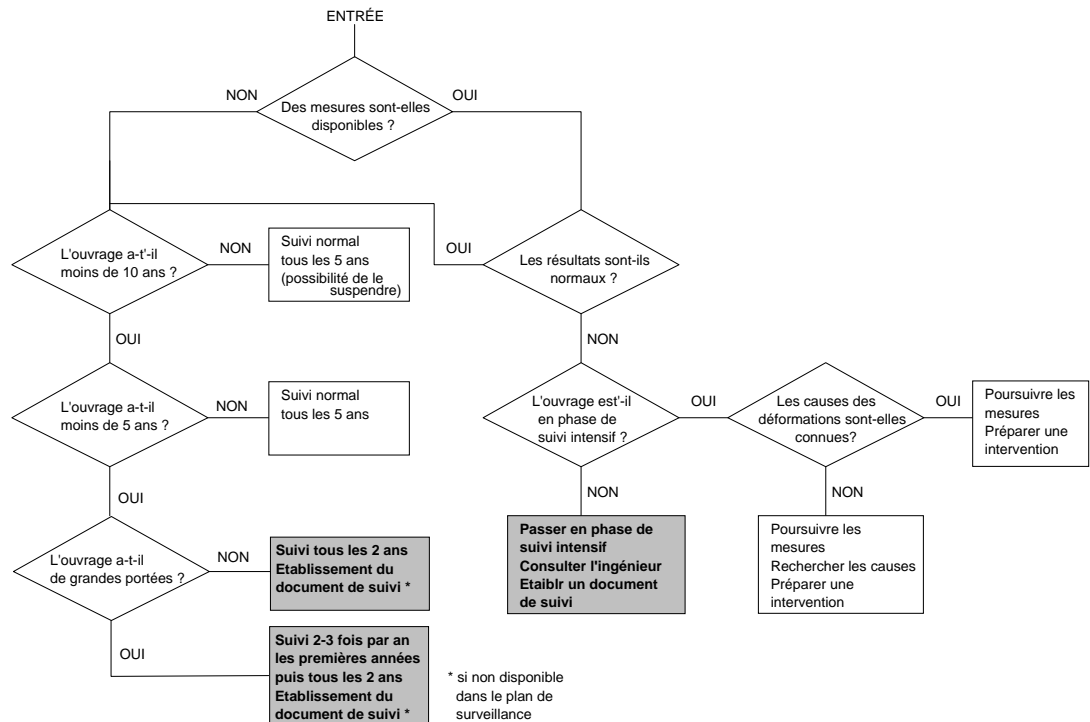 ENTRÉE
NON
OUI
Des mesures sont-elles
disponibles ?
L'ouvrage a-t'-il
moins de 10 ans ?
NON
Suivi normal
tous les 5 ans
(possibilité de le
suspendre)
OUI
Les résultats sont-ils
normaux ?
OUI
NON
L'ouvrage a-t-il
moins de 5 ans ?
NON
Suivi normal
tous les 5 ans
L'ouvrage est'-il
en phase de
suivi intensif ?
OUI
Les causes des
déformations sont-elles
connues?
OUI
Poursuivre les
mesures
Préparer une
intervention
OUI
NON
NON
L'ouvrage a-t-il
de grandes portées ?
NON
Suivi tous les 2 ans
Etablissement du
document de suivi *
Passer en phase de
suivi intensif
Consulter l'ingénieur
Etaiblr un document
de suivi
Poursuivre les
mesures
Rechercher les causes
Préparer une
intervention
OUI
Suivi 2-3 fois par an
les premières années
puis tous les 2 ans
Etablissement du
document de suivi *
* si non disponible
dans le plan de
surveillance